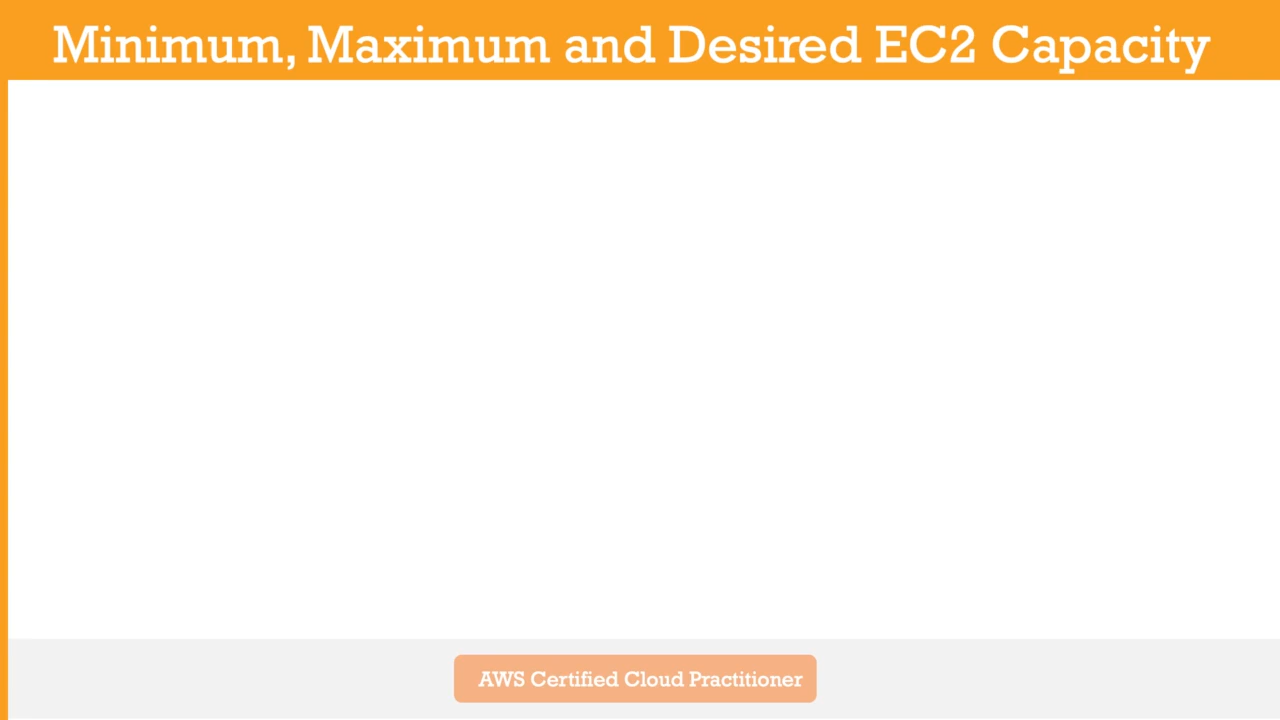 Minimum, Maximum and Desired EC2 Capacity
AWS Certified Cloud Practitioner